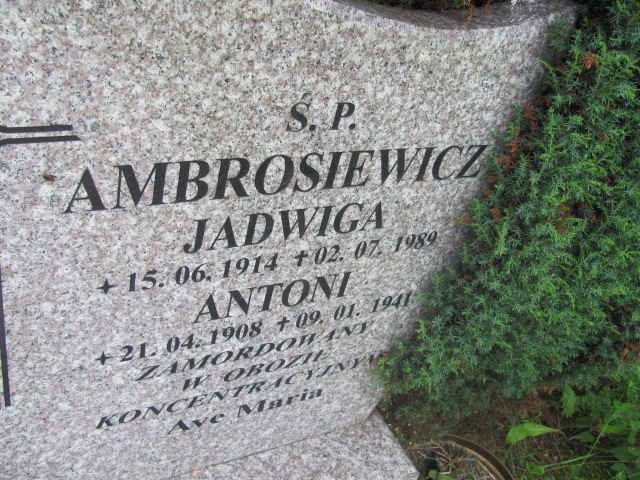 Ś. P.
AMBROSIEWICZ
JADWIGA
15. 06. 1914 02. 07. 1989
ANTONI
21. 04. 1908 09. 01. 1941
ZAMORDOWANY
W OBOZIE
KONCENTRACYJNYM
Ave Maria